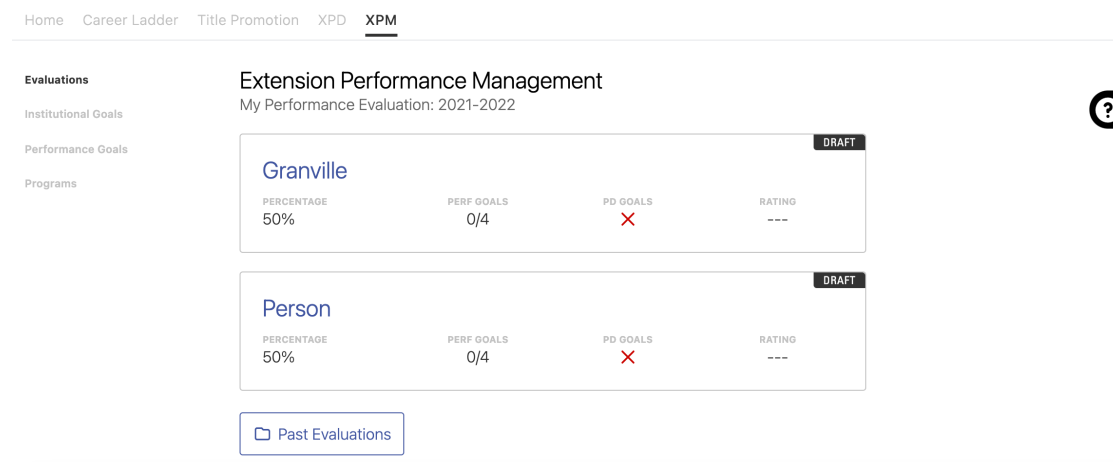 Home Career Ladder Title Promotion XPD XPM
Evaluations
Institutional Goals
Performance Goals
Programs
Extension Performance Management
My Performance Evaluation: 2021-2022
?
DRAFT
Granville
PERCENTAGE PERF GOALS PD GOALS RATING
50% 0/4 ---
DRAFT
Person
PERCENTAGE PERF GOALS PD GOALS RATING
50% 0/4 ---
Past Evaluations